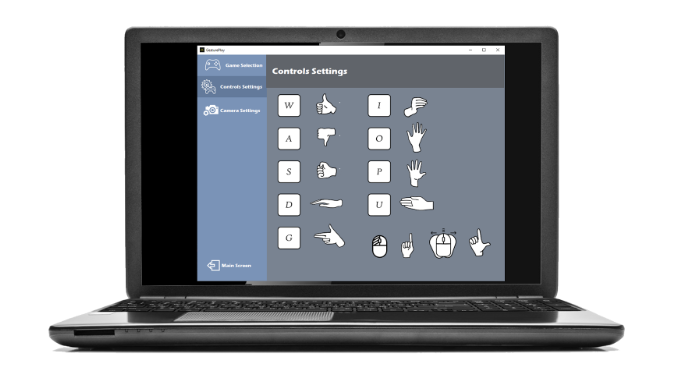 GesturePlay
Game Selection
Controls Settings
Controls Settings
Camera Settings
W
I
A
O
S
P
D
U
G
Main Screen